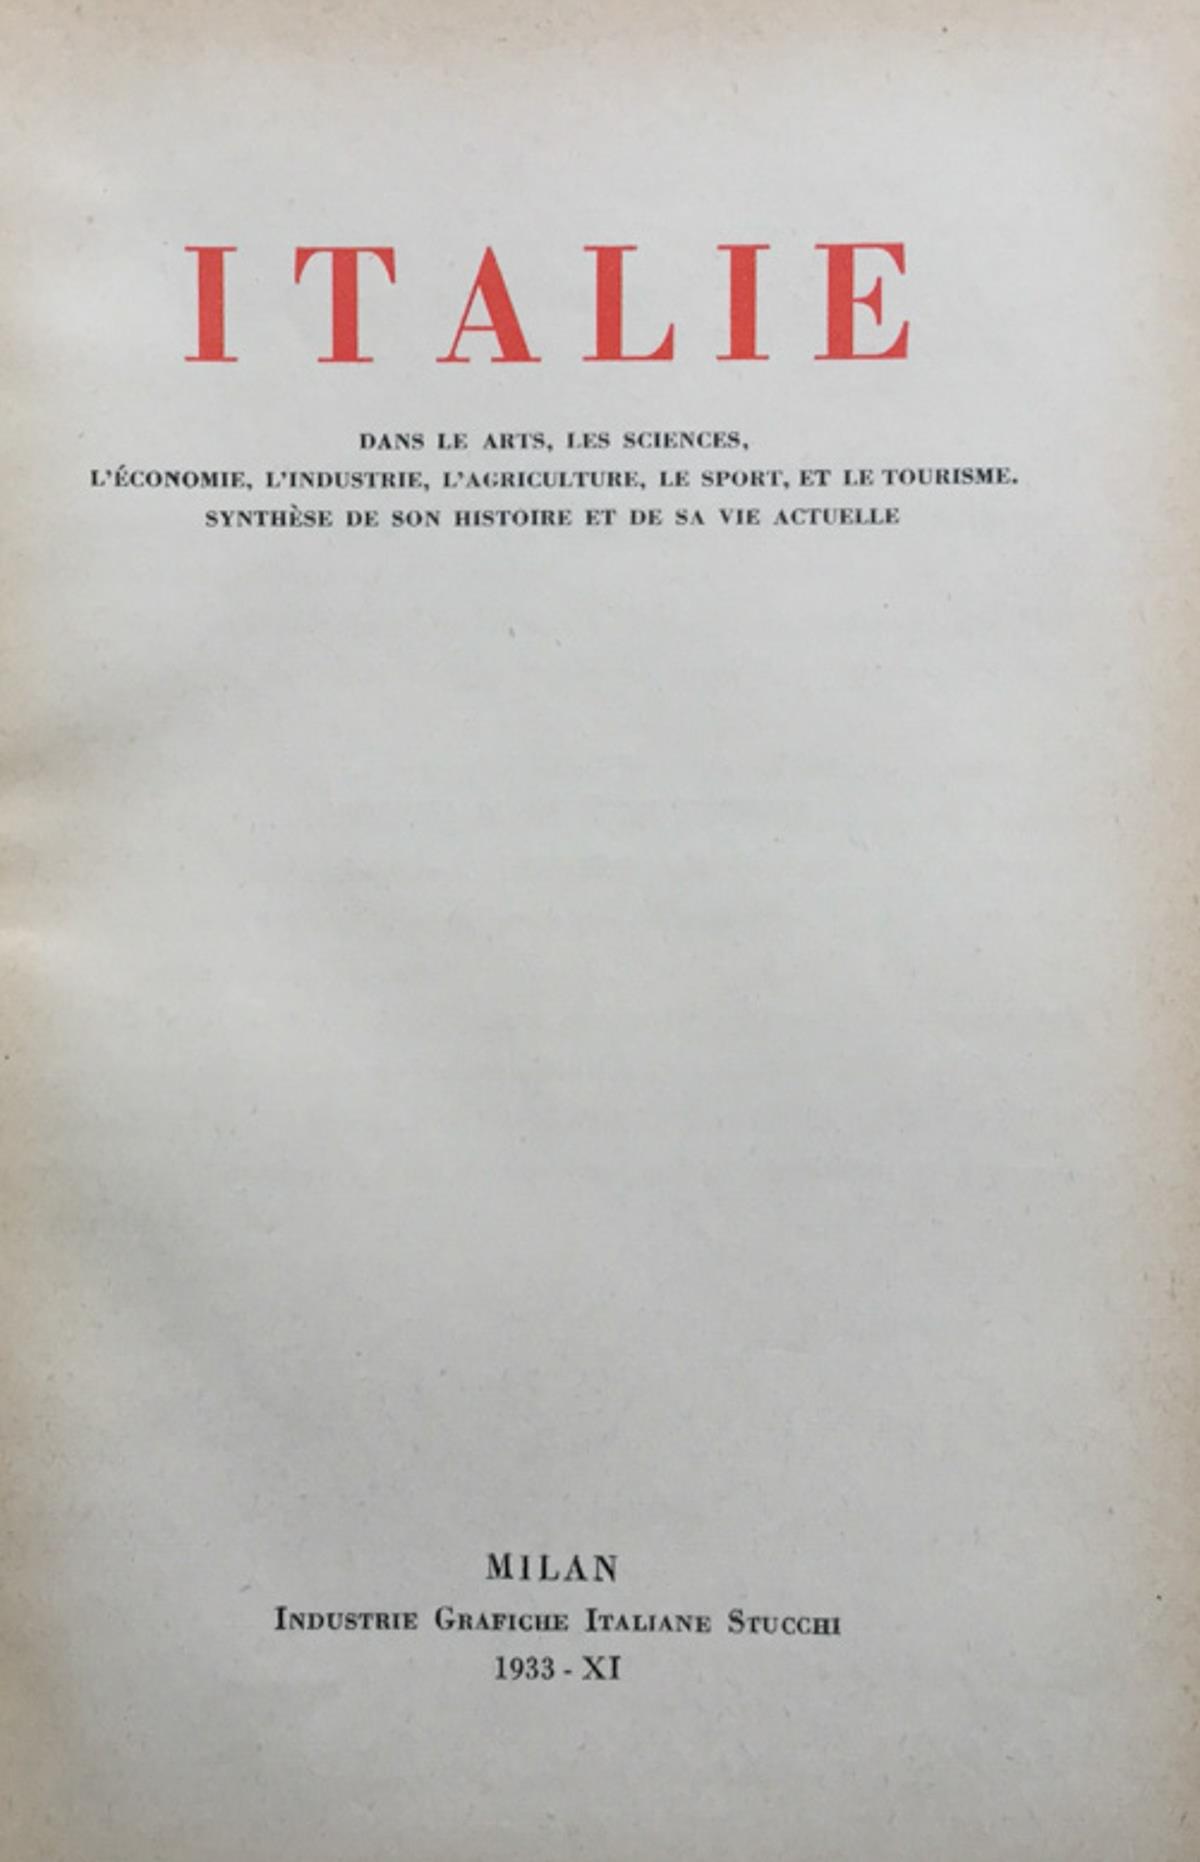 ITALIE
DANS LE ARTS, LES SCIENCES,
L'ÉCONOMIE, L'INDUSTRIE, L'AGRICULTURE, LE SPORT, ET LE TOURISME.
SYNTHÈSE DE SON HISTOIRE ET DE SA VIE ACTUELLE
MILAN
INDUSTRIE GRAFICHE ITALIANE STUCCHI
1933 - XI